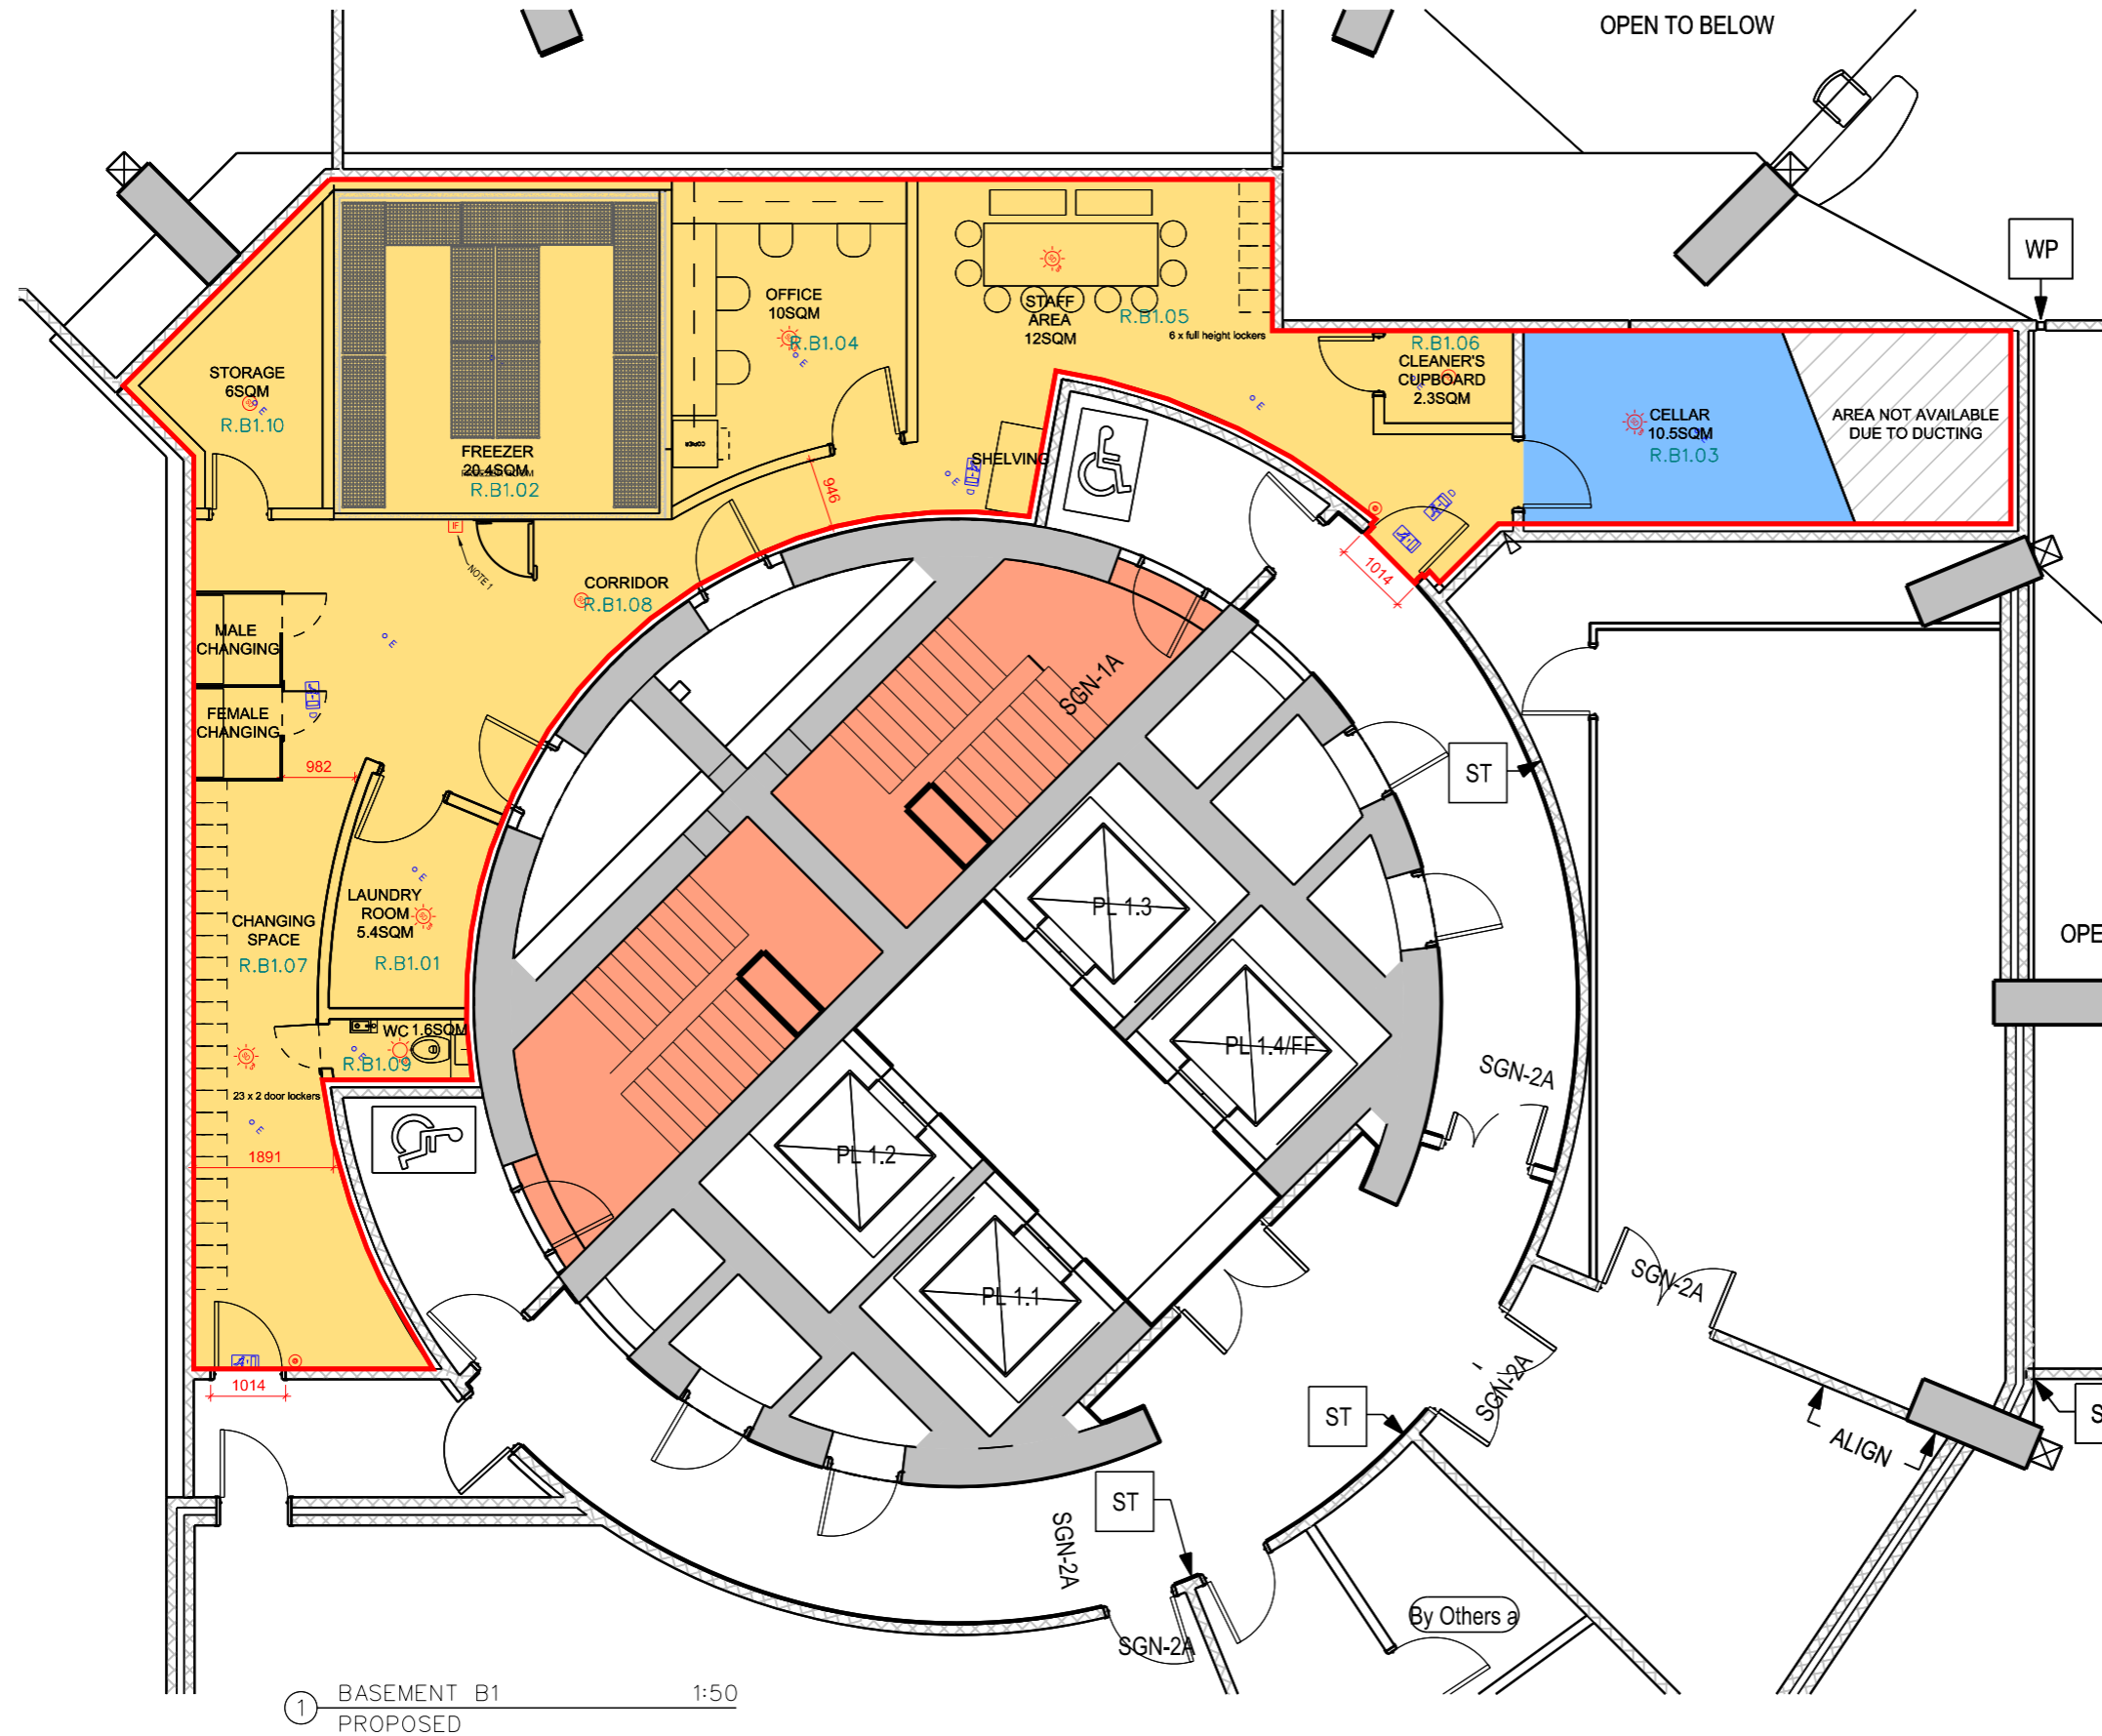 OPEN TO BELOW
WP
OFFICE
10SQM
R.B1.04
STAFF
AREA
12SQM
R.B1.05
6 x full height lockers
R.B1.06
CLEANER'S
CUPBOARD
2.3SQM
STORAGE
6SQM
R.B1.10
FREEZER
20.4SQM
R.B1.02
CELLAR
10.5SQM
R.B1.03
AREA NOT AVAILABLE
DUE TO DUCTING
SHELVING
946
IF
NOTE 1
CORRIDOR
R.B1.08
1014
MALE
CHANGING
FEMALE
CHANGING
SGN-1A
982
ST
LAUNDRY
ROOM
5.4SQM
R.B1.01
CHANGING
SPACE
R.B1.07
PL 1.3
OPE
WC 1.6SQM
R.B1.09
PL 1.4/FF
SGN-2A
23 x 2 door lockers
1891
PL 1.2
PL 1.1
SGN-2A
1014
SGN-2A
ST
S
ALIGN
ST
SGN-2A
By Others a
SGN-2A
1
BASEMENT B1 1:50
PROPOSED